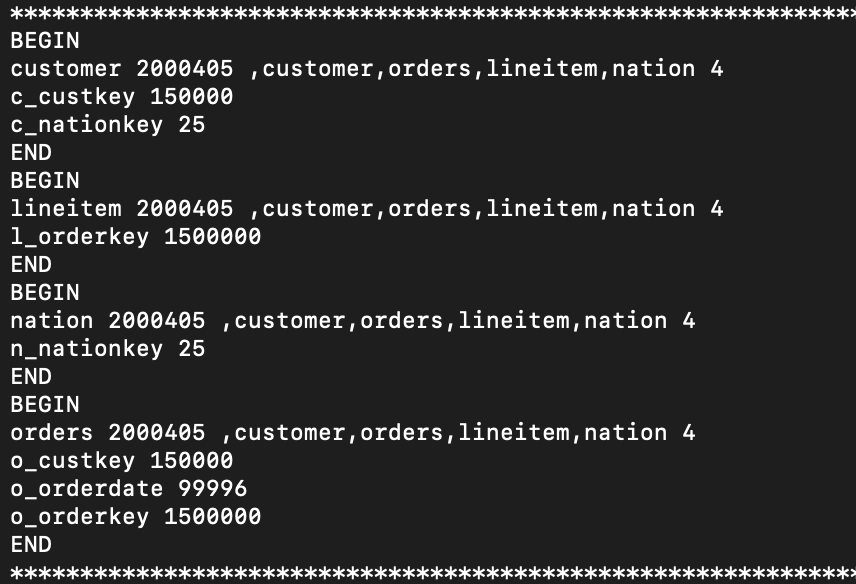 *************************************************************
BEGIN
customer 2000405 ,customer,orders,lineitem,nation 4
c_custkey 150000
c_nationkey 25
END
BEGIN
lineitem 2000405 ,customer,orders,lineitem,nation 4
l_orderkey 1500000
END
BEGIN
nation 2000405 ,customer,orders,lineitem,nation 4
n_nationkey 25
END
BEGIN
orders 2000405 ,customer,orders,lineitem,nation 4
o_custkey 150000
o_orderdate 99996
o_orderkey 1500000
END
*************************************************************